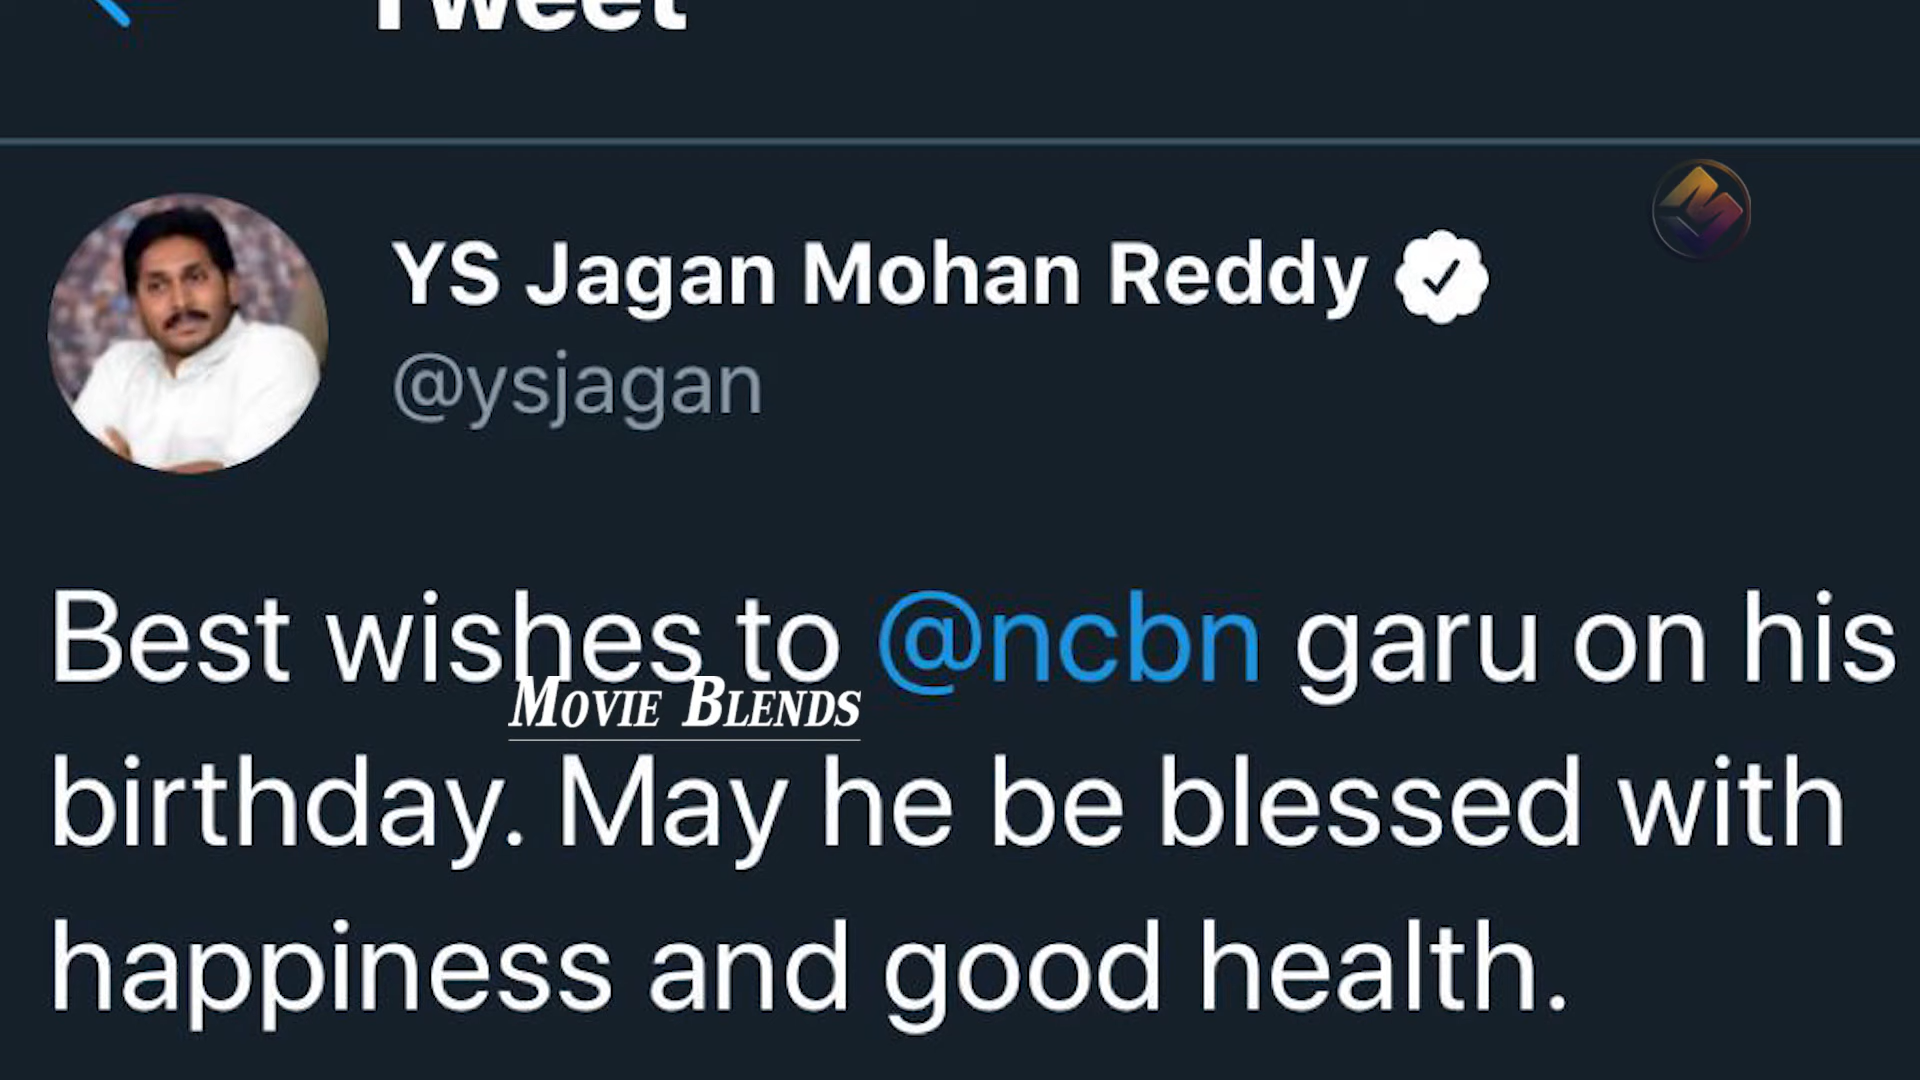 Tweet
YS Jagan Mohan Reddy
@ysjagan
Best wishes to @ncbn garu on his
Movie Blends
birthday. May he be blessed with
happiness and good health.